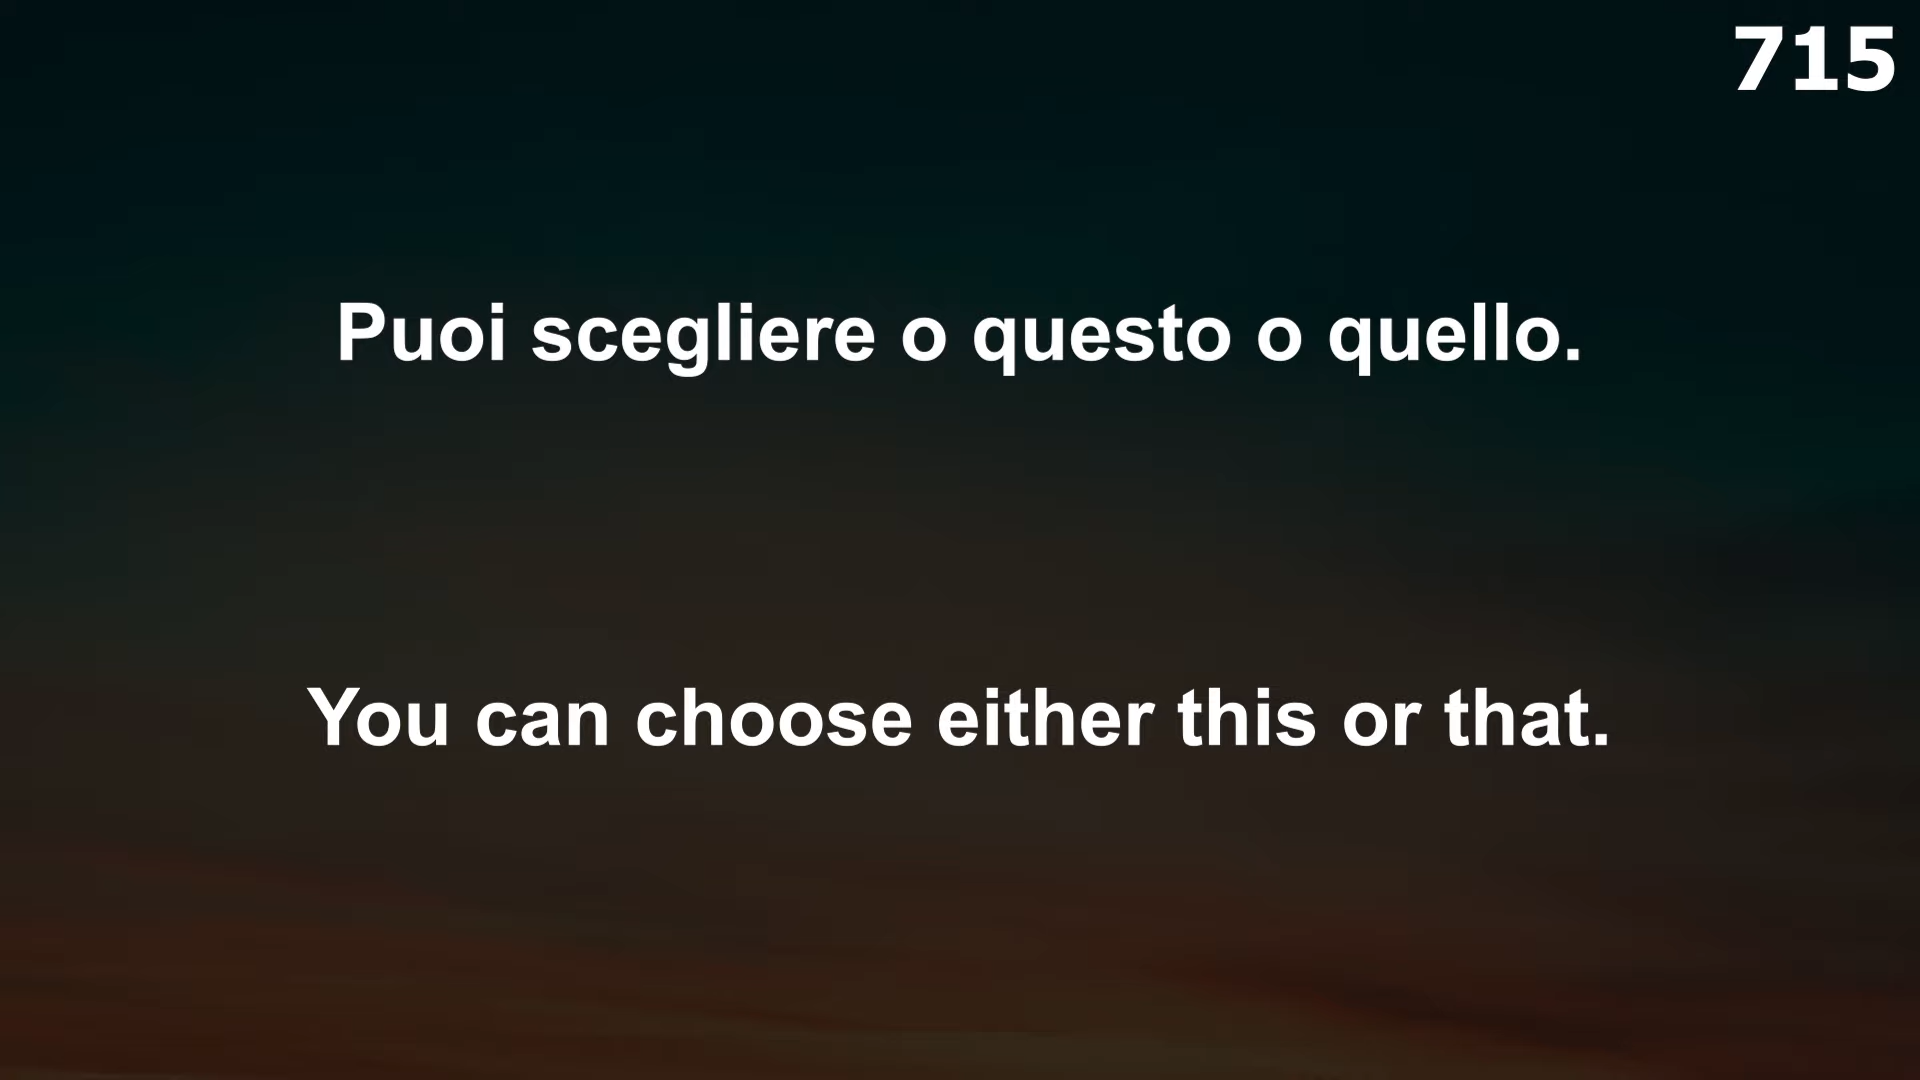 715
Puoi scegliere o questo o quello.
You can choose either this or that.